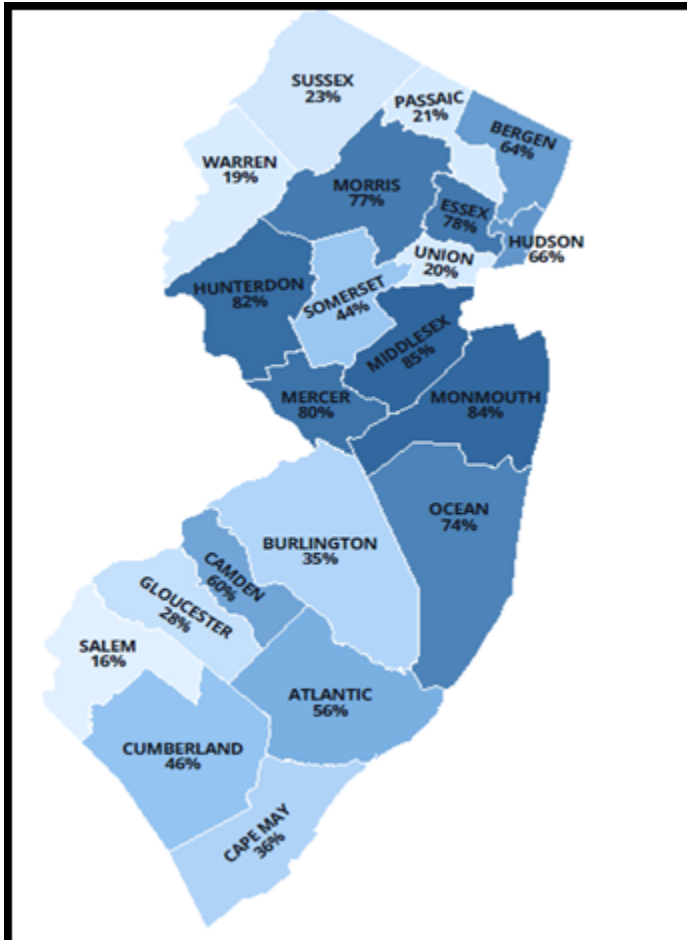 SUSSEX
23%
PASSAIC
21%
BERGEN
64%
WARREN
19%
MORRIS
77%
ESSEX
78%
HUDSON
66%
UNION
20%
HUNTERDON
82%
SOMERSET
44%
MIDDLESEX
85%
MERCER
80%
MONMOUTH
84%
OCEAN
74%
BURLINGTON
35%
CAMDEN
60%
GLOUCESTER
28%
SALEM
16%
ATLANTIC
56%
CUMBERLAND
46%
CAPE MAY
36%